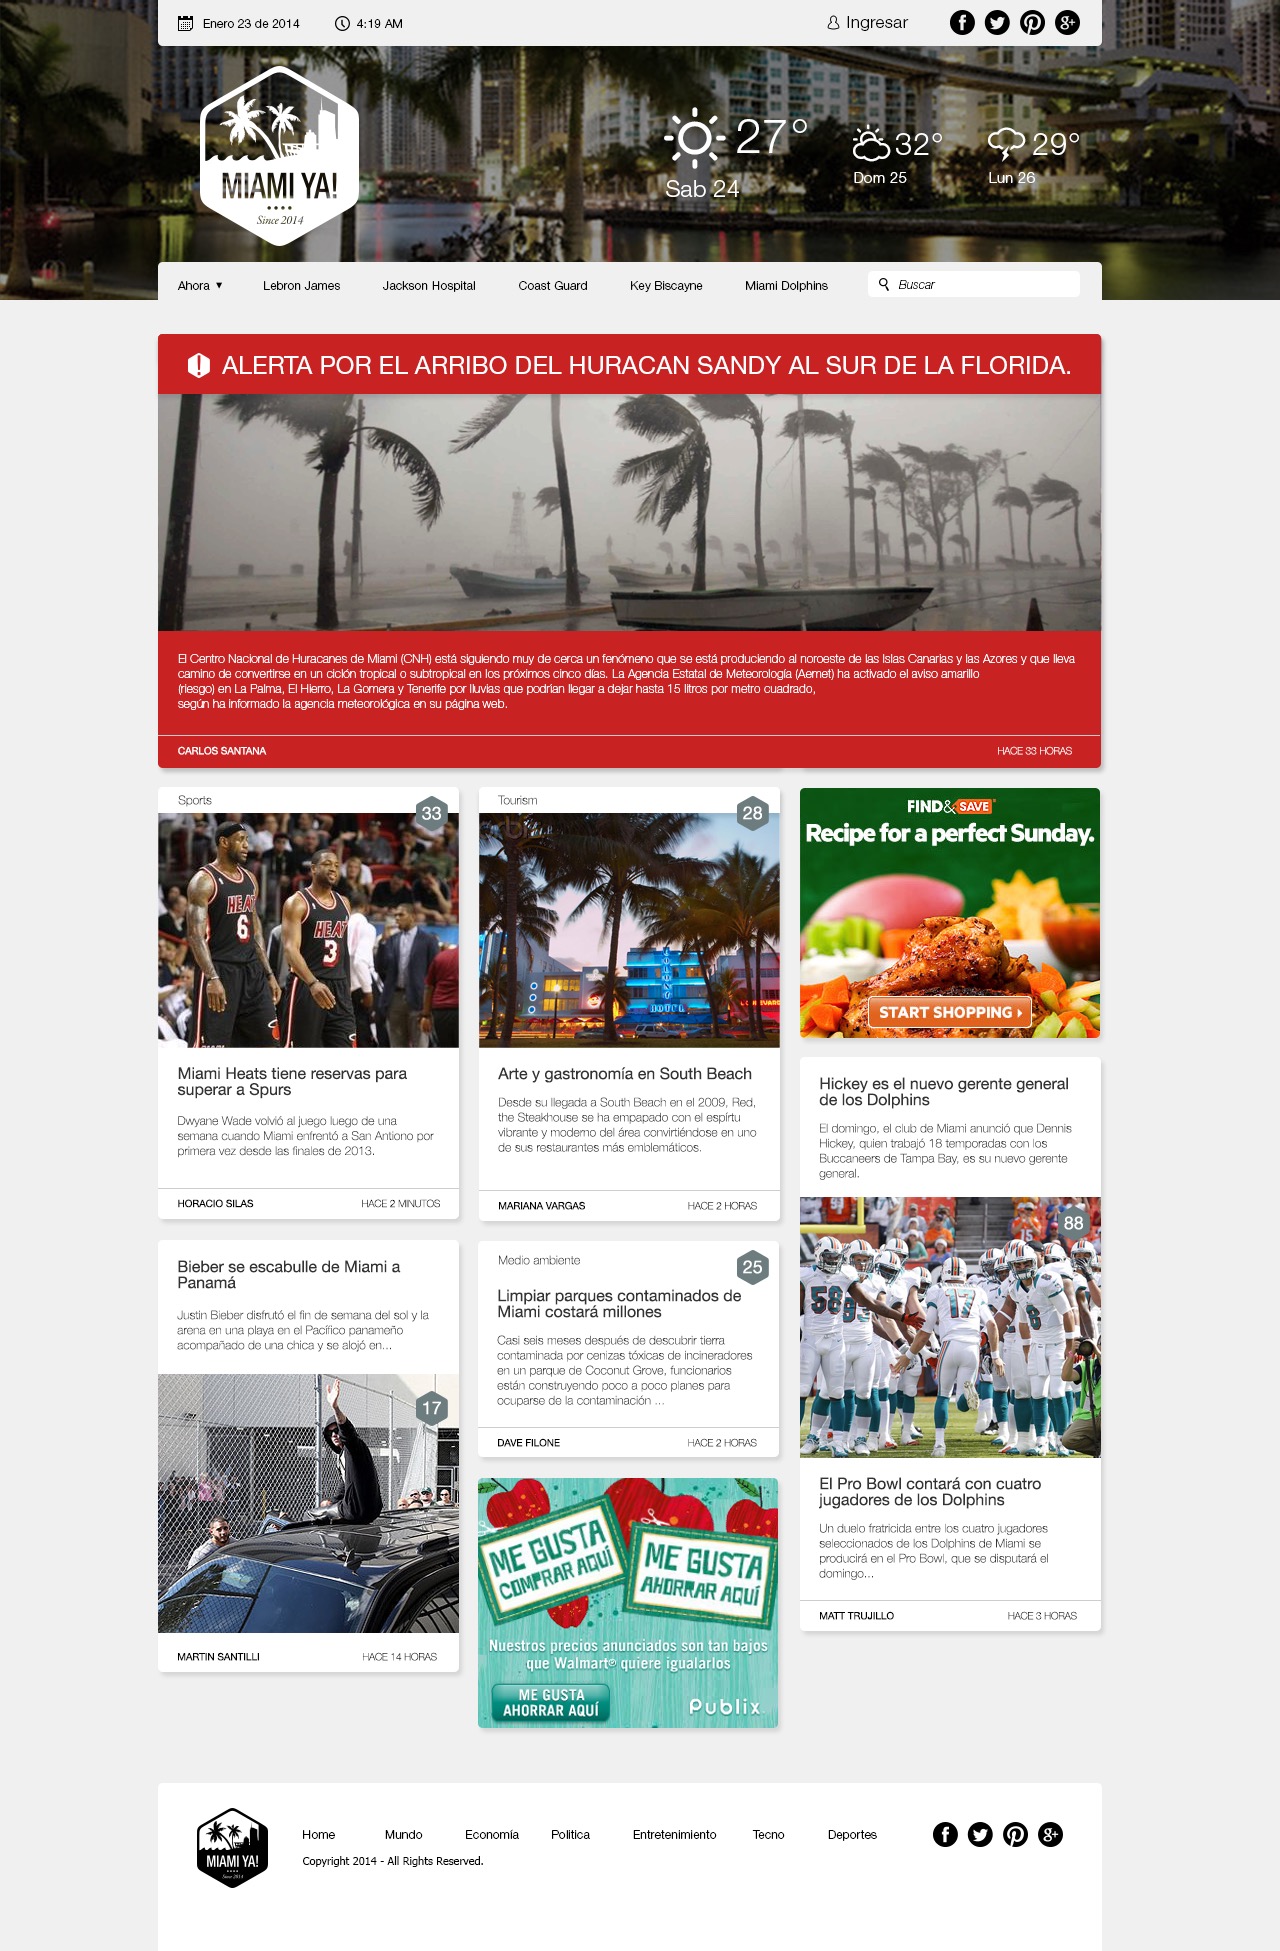 Enero 23 de 2014
4:19 AM
Ingresar
MIAMI YA!
Since 2014
27°
Sab 24
32°
Dom 25
29°
Lun 26
Ahora ▼
Lebron James
Jackson Hospital
Coast Guard
Key Biscayne
Miami Dolphins
Buscar
ALERTA POR EL ARRIBO DEL HURACAN SANDY AL SUR DE LA FLORIDA.
El Centro Nacional de Huracanes de Miami (CNH) está siguiendo muy de cerca un fenómeno que se está produciendo al noroeste de las Islas Canarias y las Azores y que lleva
camino de convertirse en un ciclón tropical o subtropical en los próximos cinco días. La Agencia Estatal de Meteorología (Aemet) ha activado el aviso amarillo
(riesgo) en La Palma, El Hierro, La Gomera y Tenerife por lluvias que podrían llegar a dejar hasta 15 litros por metro cuadrado,
según ha informado la agencia meteorológica en su página web.
CARLOS SANTANA
HACE 33 HORAS
Sports
33
HEAT
6
HEAT
3
Miami Heats tiene reservas para
superar a Spurs
Dwyane Wade volvió al juego luego de una
semana cuando Miami enfrentó a San Antiono por
primera vez desde las finales de 2013.
HORACIO SILAS
HACE 2 MINUTOS
Tourism
28
COLONY
HOTEL
Arte y gastronomía en South Beach
Desde su llegada a South Beach en el 2009, Red,
the Steakhouse se ha empapado con el espírtu
vibrante y moderno del área convirtiéndose en uno
de sus restaurantes más emblemáticos.
MARIANA VARGAS
HACE 2 HORAS
FIND&SAVE
Recipe for a perfect Sunday.
START SHOPPING
Hickey es el nuevo gerente general
de los Dolphins
El domingo, el club de Miami anunció que Dennis
Hickey, quien trabajó 18 temporadas con los
Buccaneers de Tampa Bay, es su nuevo gerente
general.
88
58
17
8
El Pro Bowl contará con cuatro
jugadores de los Dolphins
Un duelo fratricida entre los cuatro jugadores
seleccionados de los Dolphins de Miami se
producirá en el Pro Bowl, que se disputará el
domingo...
MATT TRUJILLO
HACE 3 HORAS
Bieber se escabulle de Miami a
Panamá
Justin Bieber disfrutó el fin de semana del sol y la
arena en una playa en el Pacífico panameño
acompañado de una chica y se alojó en...
17
MARTIN SANTILLI
HACE 14 HORAS
Medio ambiente
25
Limpiar parques contaminados de
Miami costará millones
Casi seis meses después de descubrir tierra
contaminada por cenizas tóxicas de incineradores
en un parque de Coconut Grove, funcionarios
están construyendo poco a poco planes para
ocuparse de la contaminación ...
DAVE FILONE
HACE 2 HORAS
ME GUSTA
COMPRAR AQUÍ
ME GUSTA
AHORRAR AQUÍ
Nuestros precios anunciados son tan bajos
que Walmart® quiere igualarlos
ME GUSTA
AHORRAR AQUÍ
Publix
MIAMI YA!
Since 2014
Home
Mundo
Economía
Politica
Entretenimiento
Tecno
Deportes
Copyright 2014 - All Rights Reserved.